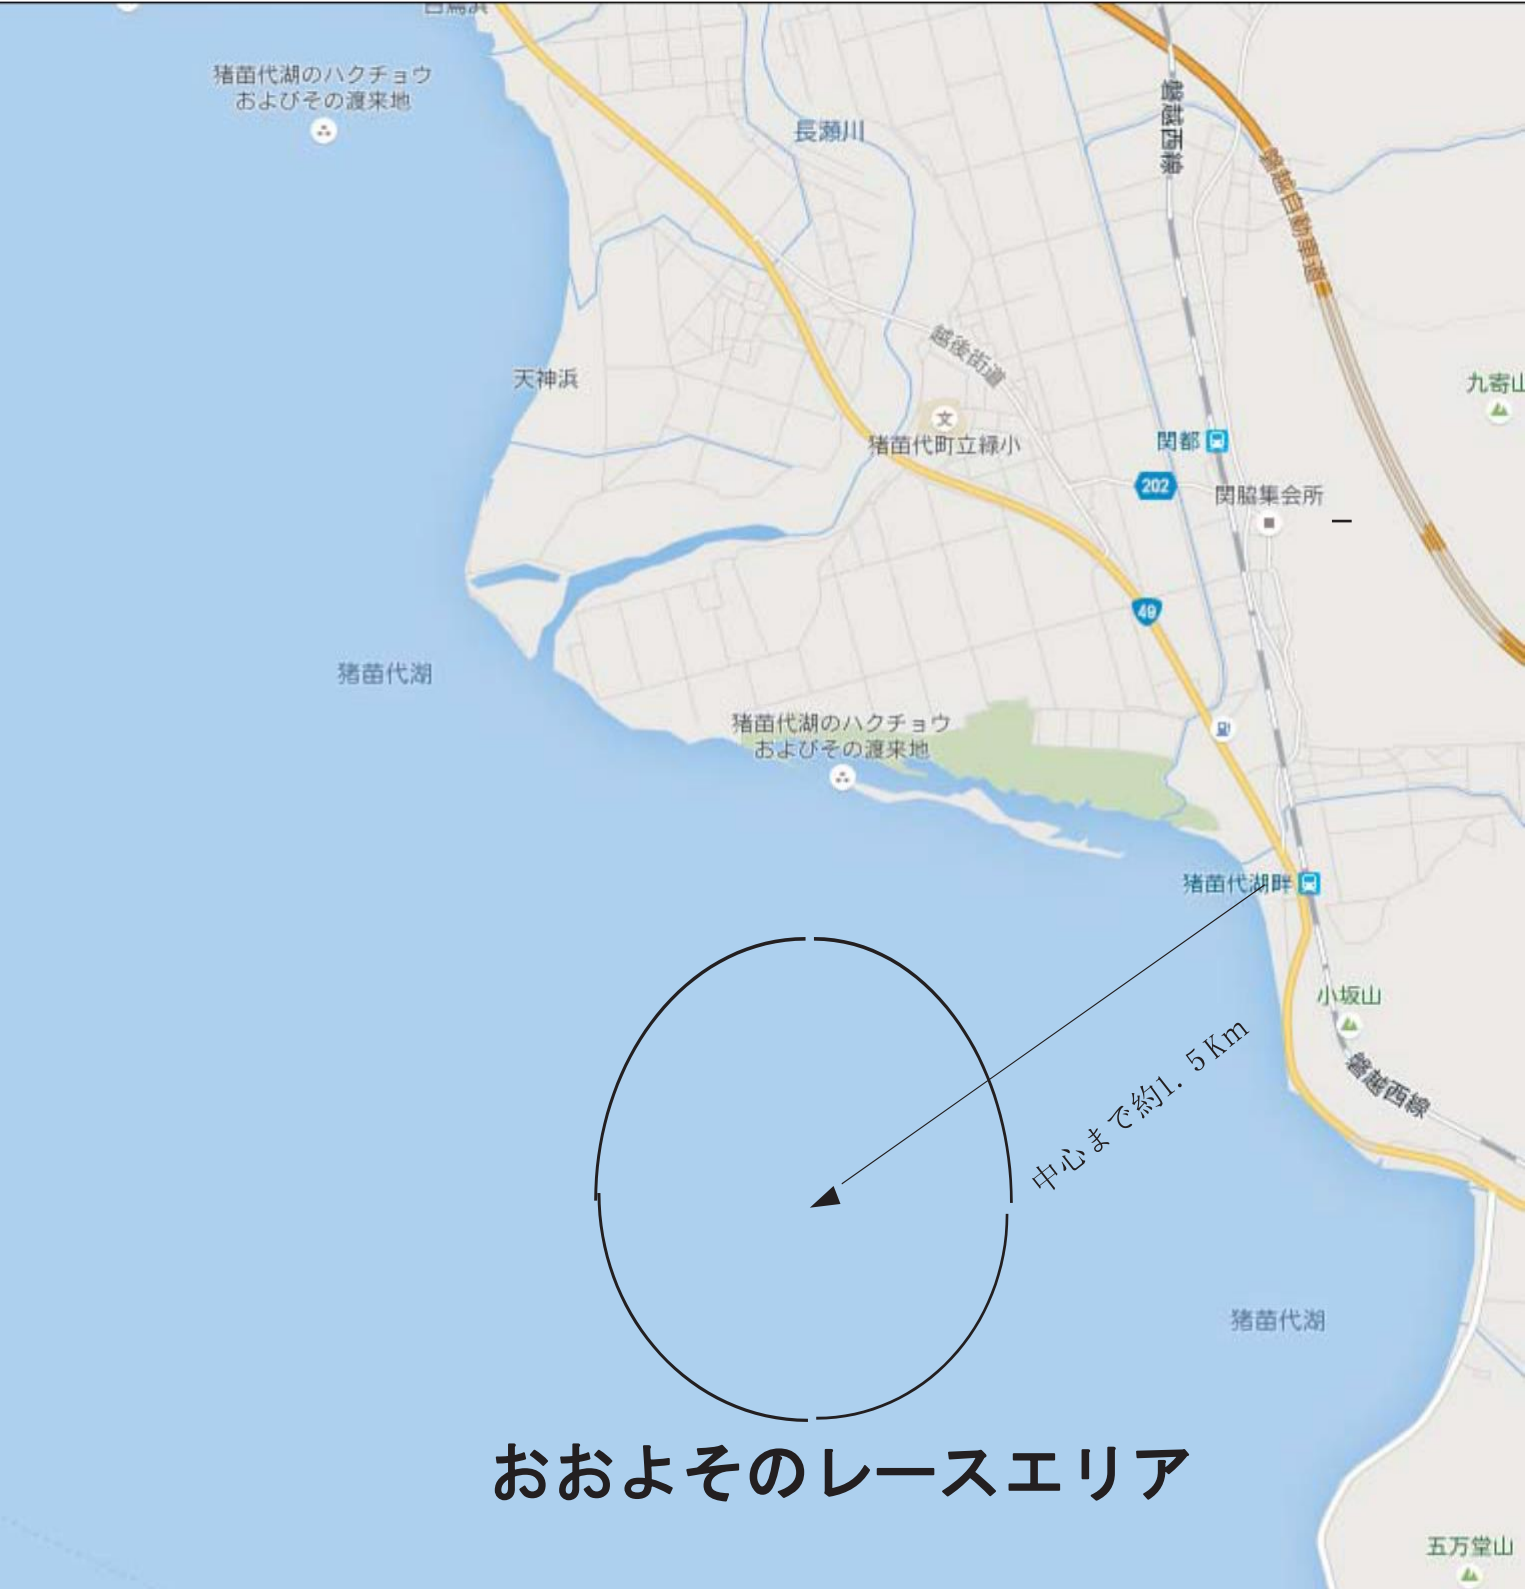 猪苗代湖のハクチョウ
およびその渡来地
長瀬川
磐越西線
磐越自動車道
越後街道
天神浜
九寄山
文
猪苗代町立緑小
関都
202
関脇集会所
49
猪苗代湖
猪苗代湖のハクチョウ
およびその渡来地
猪苗代湖畔
小坂山
磐越西線
中心まで約1.5Km
猪苗代湖
おおよそのレースエリア
五万堂山